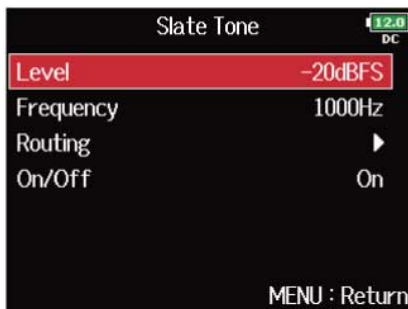 Slate Tone
12.0
DC
Level -20dBFS
Frequency 1000Hz
Routing
On/Off On
MENU : Return